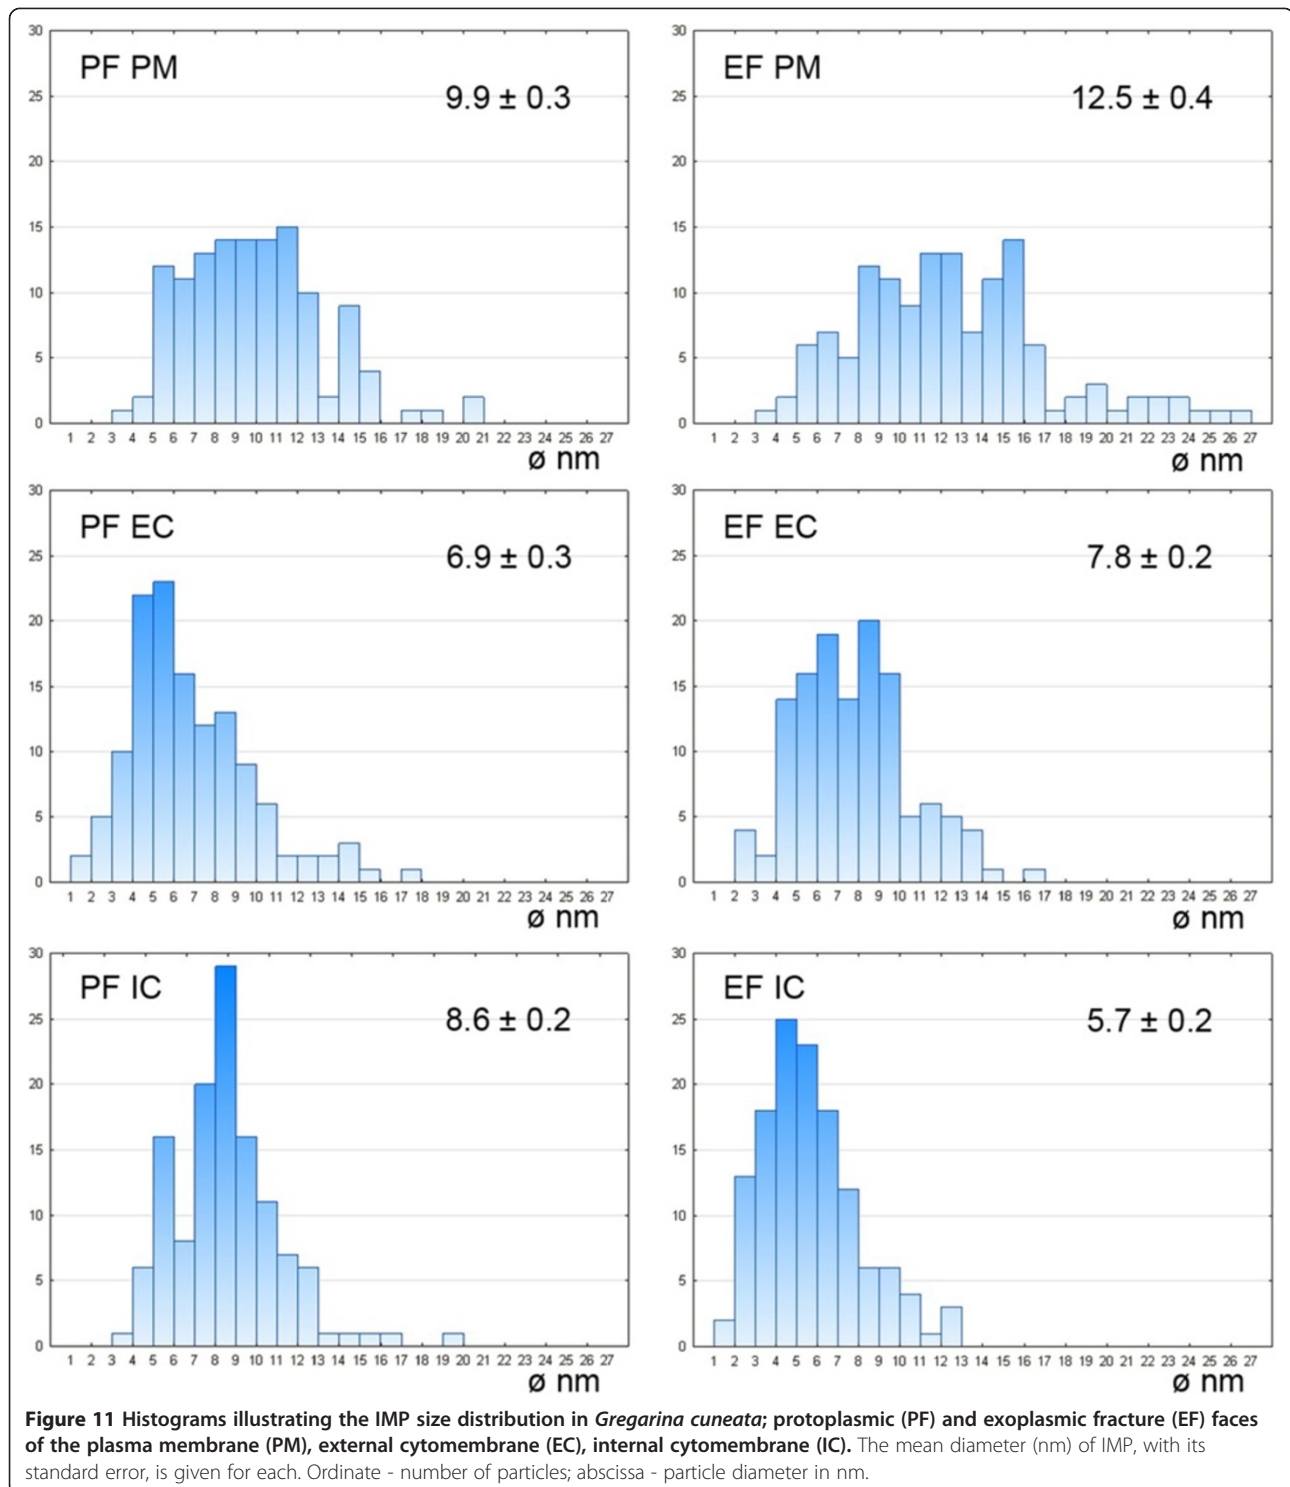 30
25
20
15
10
5
0
PF PM
9.9 ± 0.3
1 2 3 4 5 6 7 8 9 10 11 12 13 14 15 16 17 18 19 20 21 22 23 24 25 26 27
ø nm
30
25
20
15
10
5
0
EF PM
12.5 ± 0.4
1 2 3 4 5 6 7 8 9 10 11 12 13 14 15 16 17 18 19 20 21 22 23 24 25 26 27
ø nm
30
25
20
15
10
5
0
PF EC
6.9 ± 0.3
1 2 3 4 5 6 7 8 9 10 11 12 13 14 15 16 17 18 19 20 21 22 23 24 25 26 27
ø nm
30
25
20
15
10
5
0
EF EC
7.8 ± 0.2
1 2 3 4 5 6 7 8 9 10 11 12 13 14 15 16 17 18 19 20 21 22 23 24 25 26 27
ø nm
30
25
20
15
10
5
0
PF IC
8.6 ± 0.2
1 2 3 4 5 6 7 8 9 10 11 12 13 14 15 16 17 18 19 20 21 22 23 24 25 26 27
ø nm
30
25
20
15
10
5
0
EF IC
5.7 ± 0.2
1 2 3 4 5 6 7 8 9 10 11 12 13 14 15 16 17 18 19 20 21 22 23 24 25 26 27
ø nm
Figure 11 Histograms illustrating the IMP size distribution in Gregarina cuneata; protoplasmic (PF) and exoplasmic fracture (EF) faces
of the plasma membrane (PM), external cytomembrane (EC), internal cytomembrane (IC). The mean diameter (nm) of IMP, with its
standard error, is given for each. Ordinate - number of particles; abscissa - particle diameter in nm.